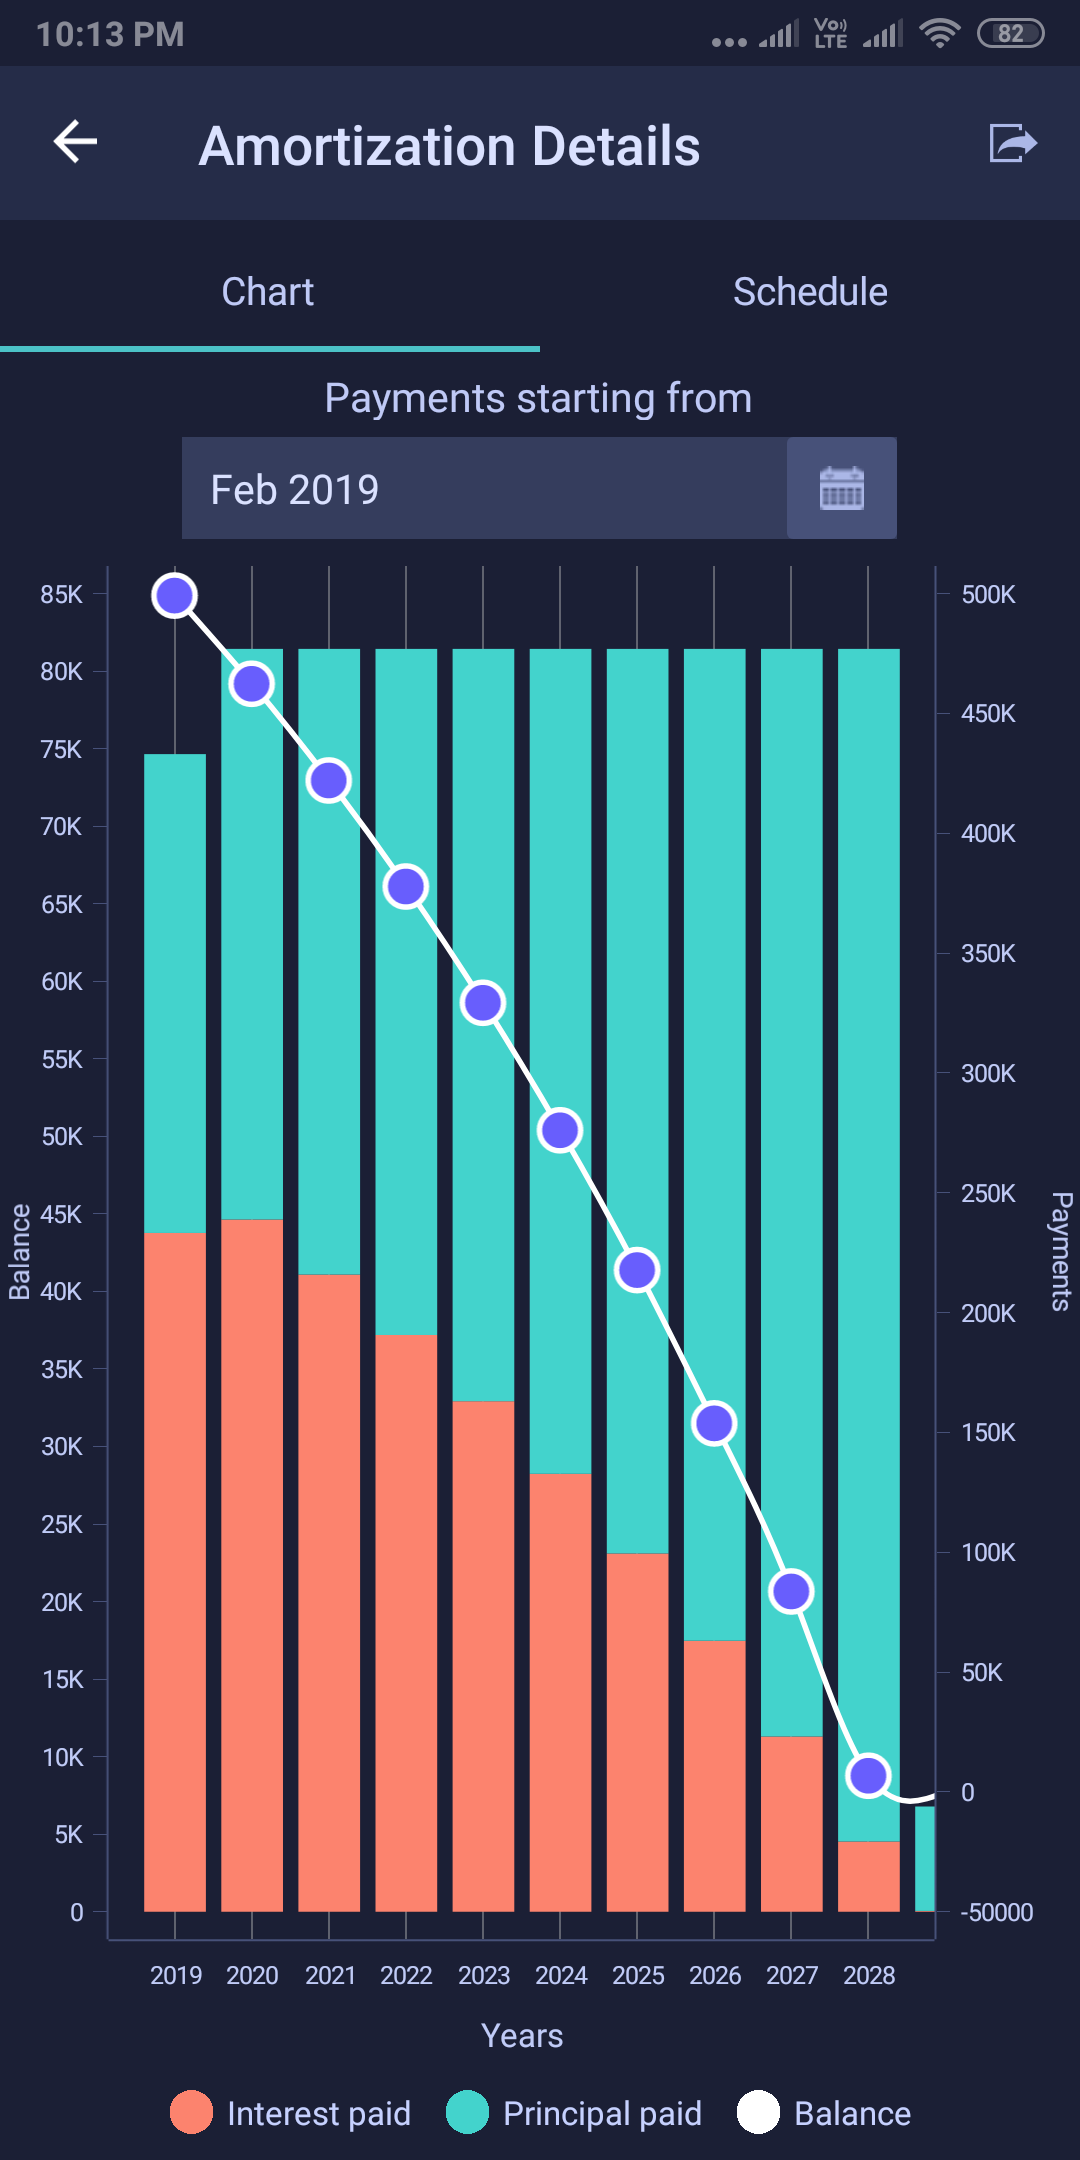 10:13 PM
Vo)) LTE
82
Amortization Details
Chart
Schedule
Payments starting from
Feb 2019
85K
80K
75K
70K
65K
60K
55K
50K
45K
40K
35K
30K
25K
20K
15K
10K
5K
0
Balance
500K
450K
400K
350K
300K
250K
200K
150K
100K
50K
0
-50000
Payments
2019 2020 2021 2022 2023 2024 2025 2026 2027 2028
Years
Interest paid
Principal paid
Balance